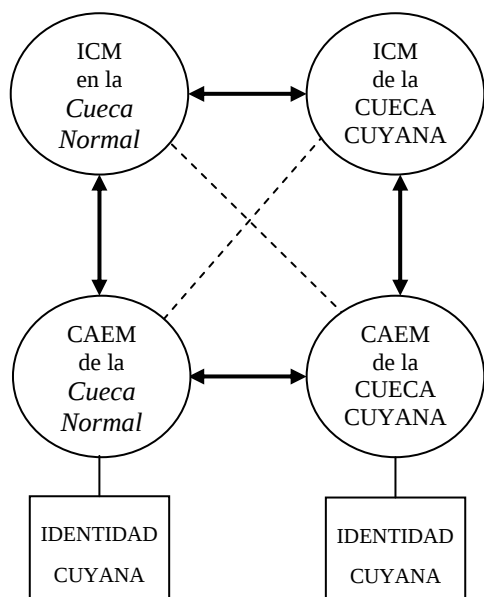 ICM
en la
Cueca
Normal
ICM
de la
CUECA
CUYANA
CAEM
de la
Cueca
Normal
CAEM
de la
CUECA
CUYANA
IDENTIDAD
CUYANA
IDENTIDAD
CUYANA